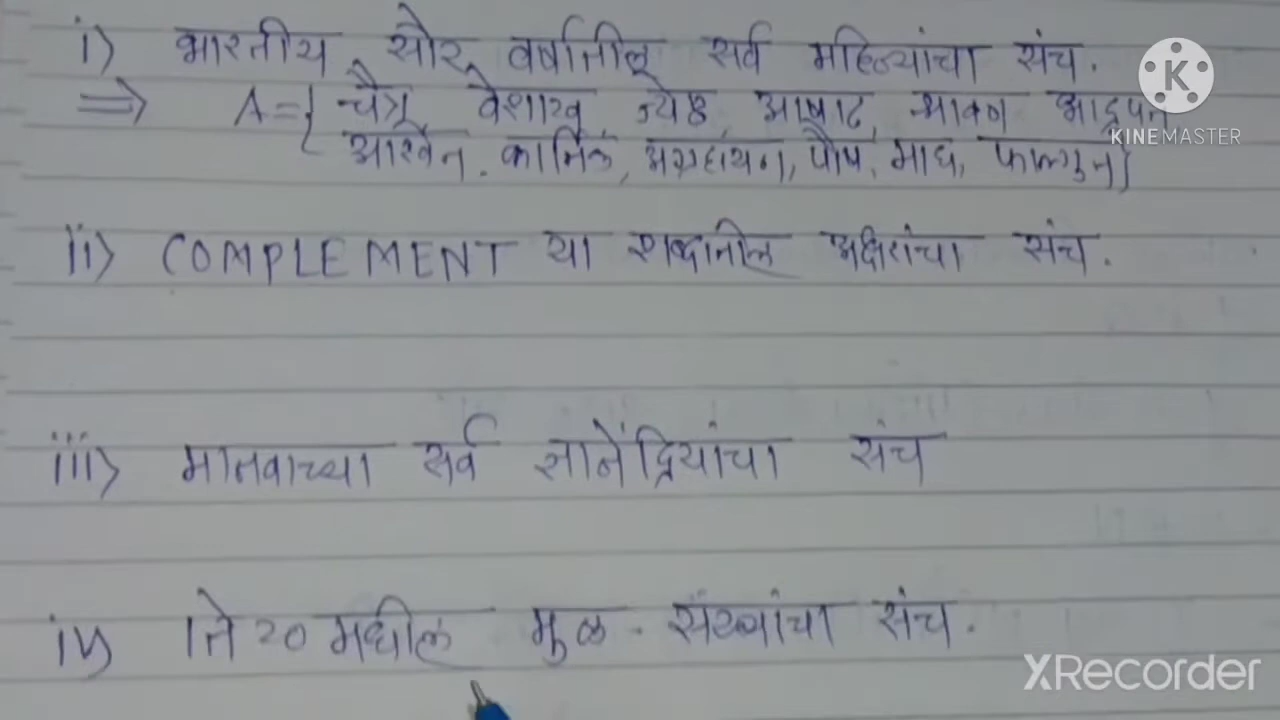 i) भारतीय सौर वर्षातील सर्व महिन्यांचा संच.
⇒ A = { चैत्र, वैशाख, ज्येष्ठ, आषाढ, श्रावण भाद्रपद
आश्विन. कार्तिक, अग्रहायन, पौष, माघ, फाल्गुन}
ii) COMPLEMENT या शब्दातील अक्षरांचा संच.
iii) मानवाच्या सर्व ज्ञानेंद्रियांचा संच
iv) 1 ते 20 मधील मुळ - संख्यांचा संच.
K
KINEMASTER
XRecorder